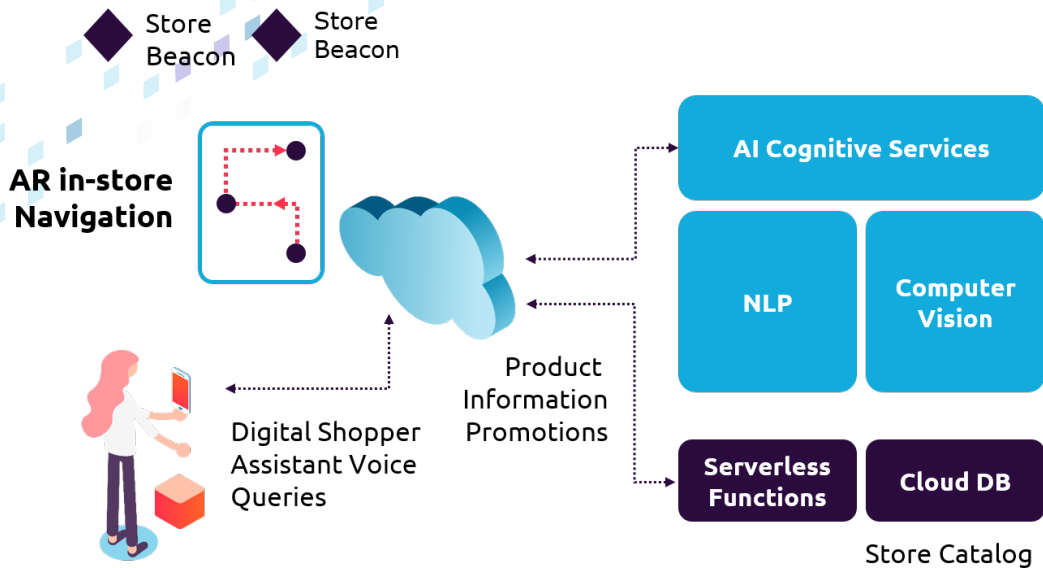 Store
Beacon
Store
Beacon
AR in-store
Navigation
AI Cognitive Services
NLP
Computer
Vision
Product
Information
Promotions
Digital Shopper
Assistant Voice
Queries
Serverless
Functions
Cloud DB
Store Catalog